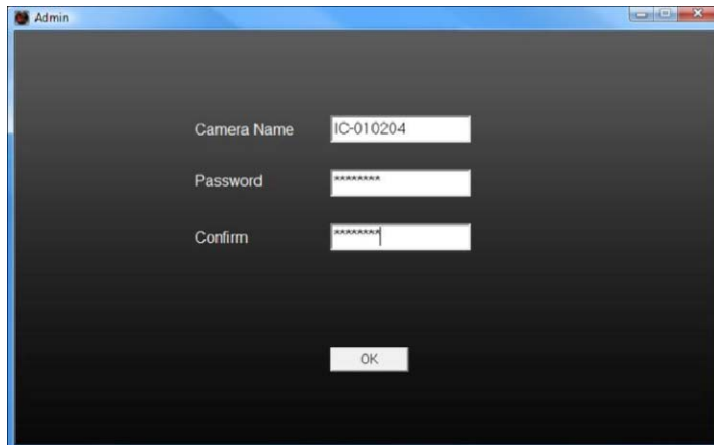 Admin
Camera Name IC-010204
Password ********
Confirm ********
OK